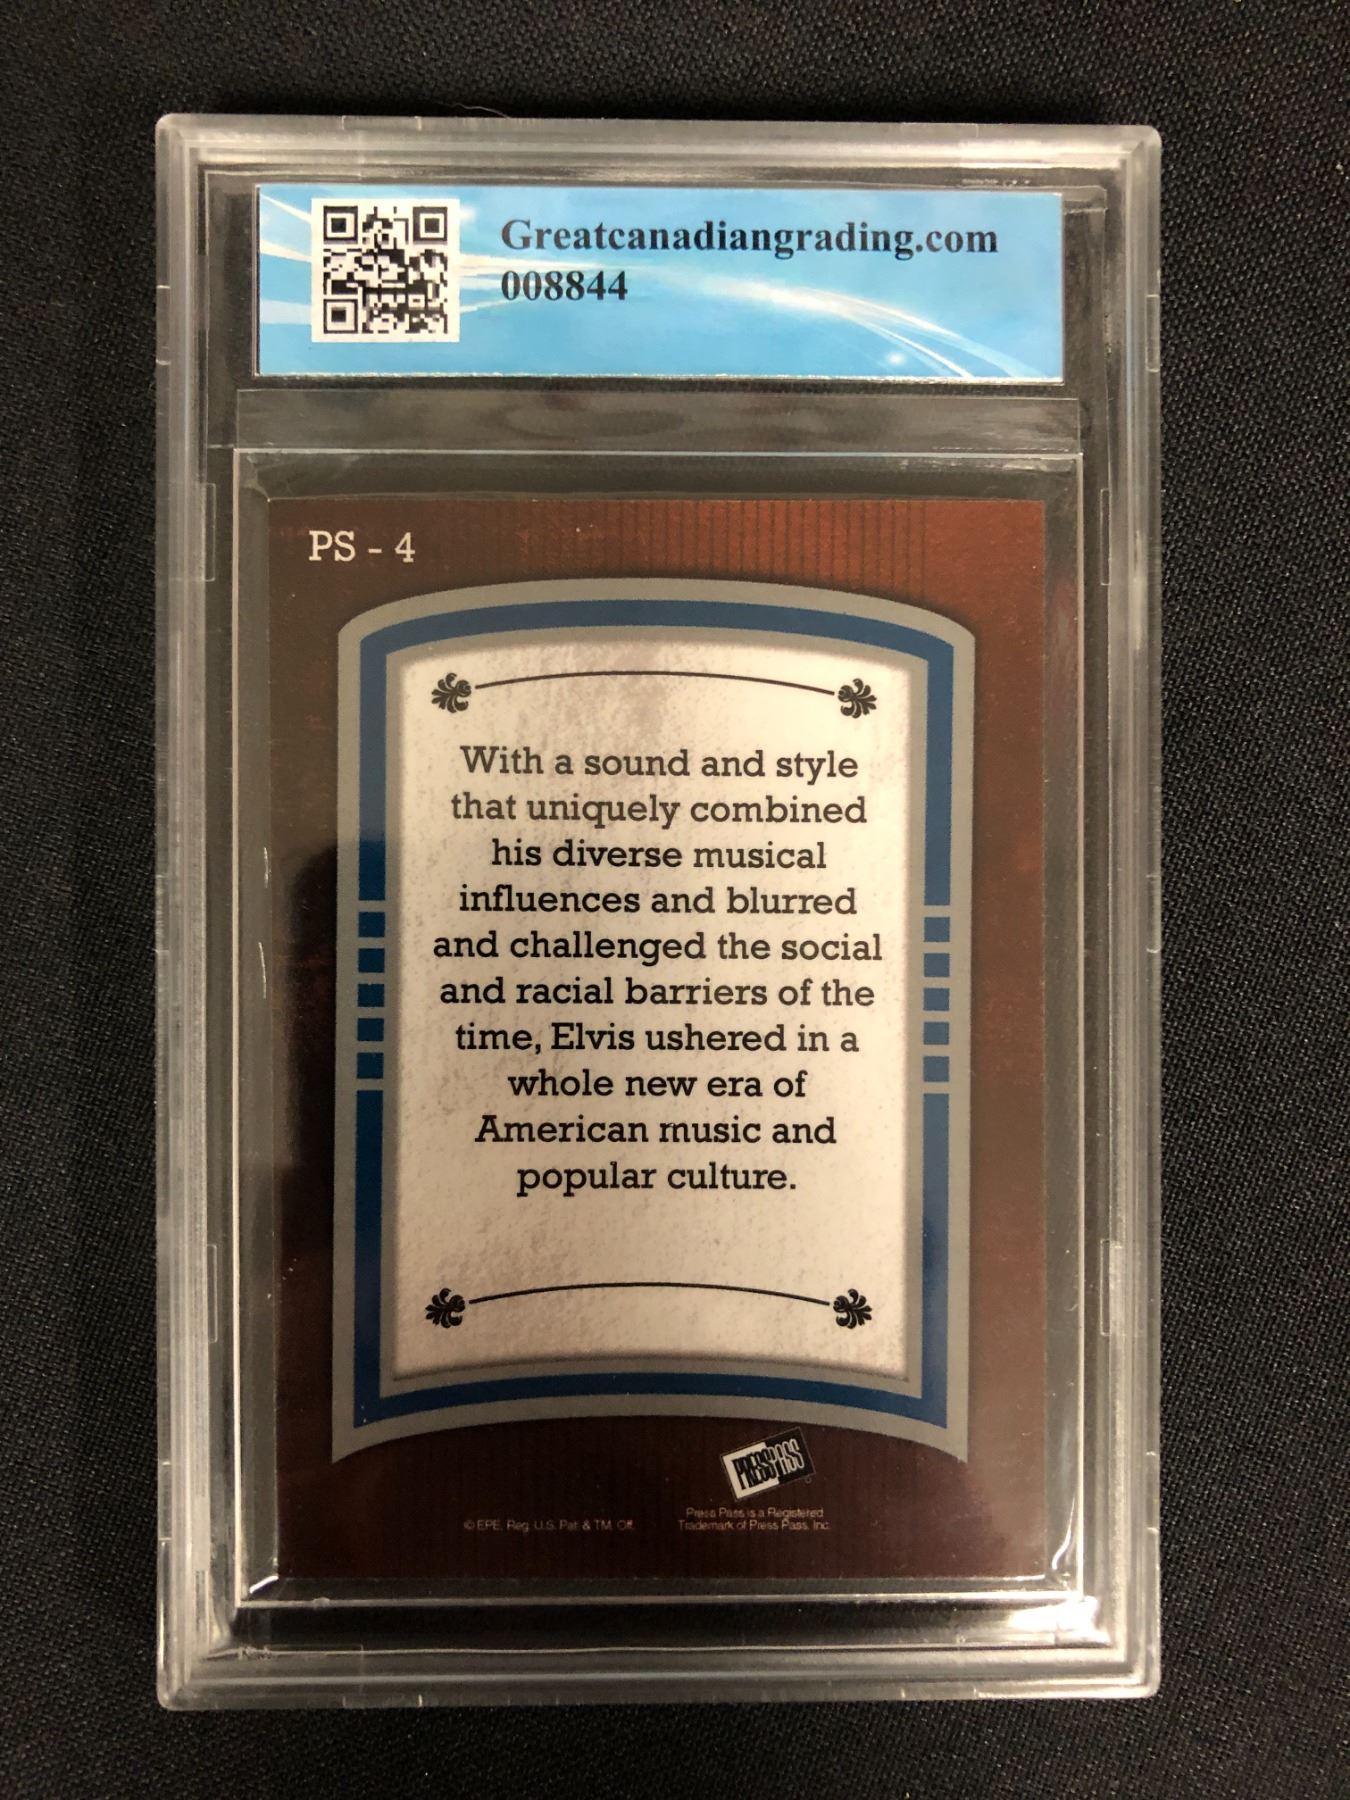 Greatcanadiangrading.com
008844
PS - 4
With a sound and style
that uniquely combined
his diverse musical
influences and blurred
and challenged the social
and racial barriers of the
time, Elvis ushered in a
whole new era of
American music and
popular culture.
PRESS PASS
© EPE, Reg. U.S. Pat. & TM. Off.
Press Pass is a Registered
Trademark of Press Pass, Inc.